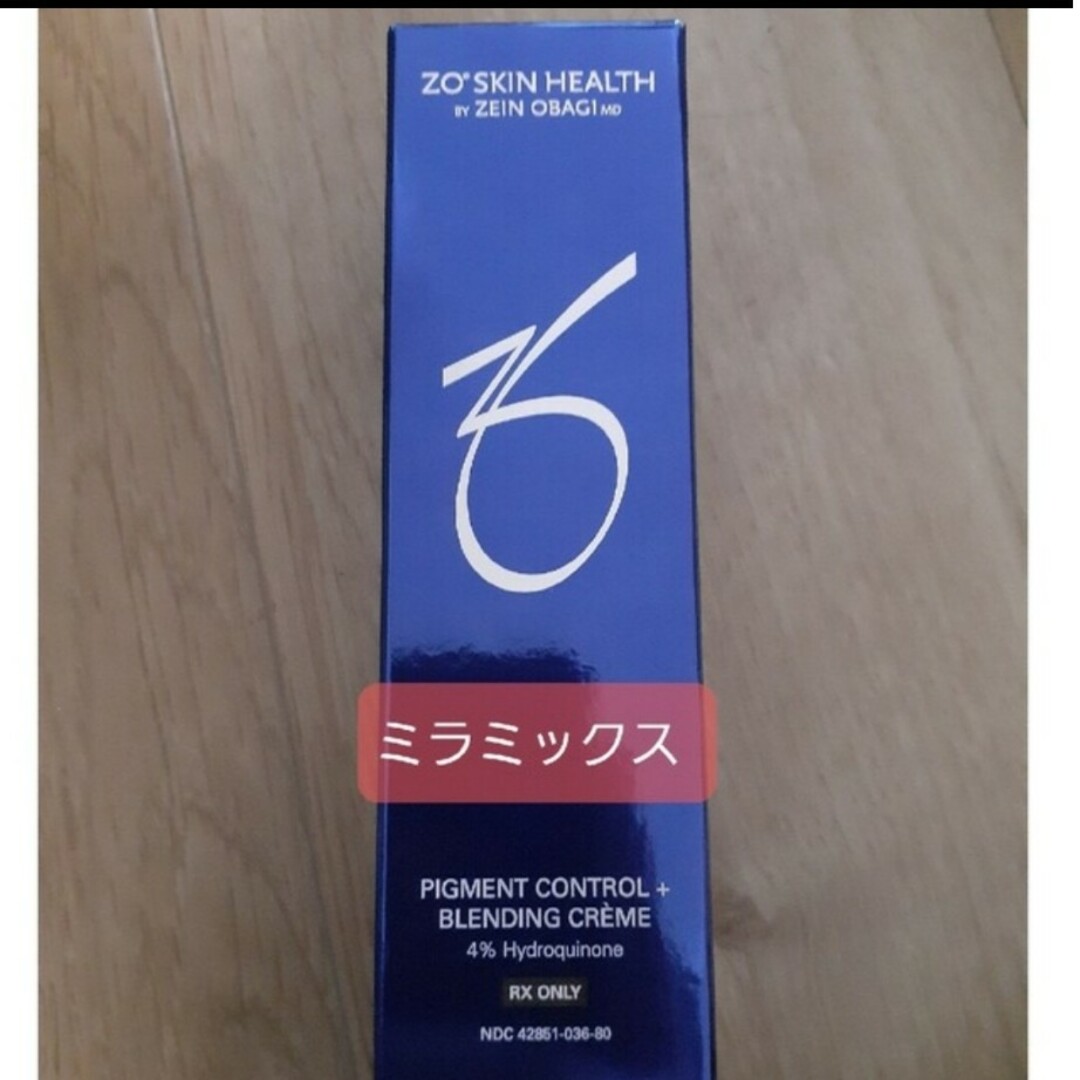 ZO® SKIN HEALTH
BY ZEIN OBAGI MD
ミラミックス
PIGMENT CONTROL +
BLENDING CRÈME
4% Hydroquinone
RX ONLY
NDC 42851-036-80